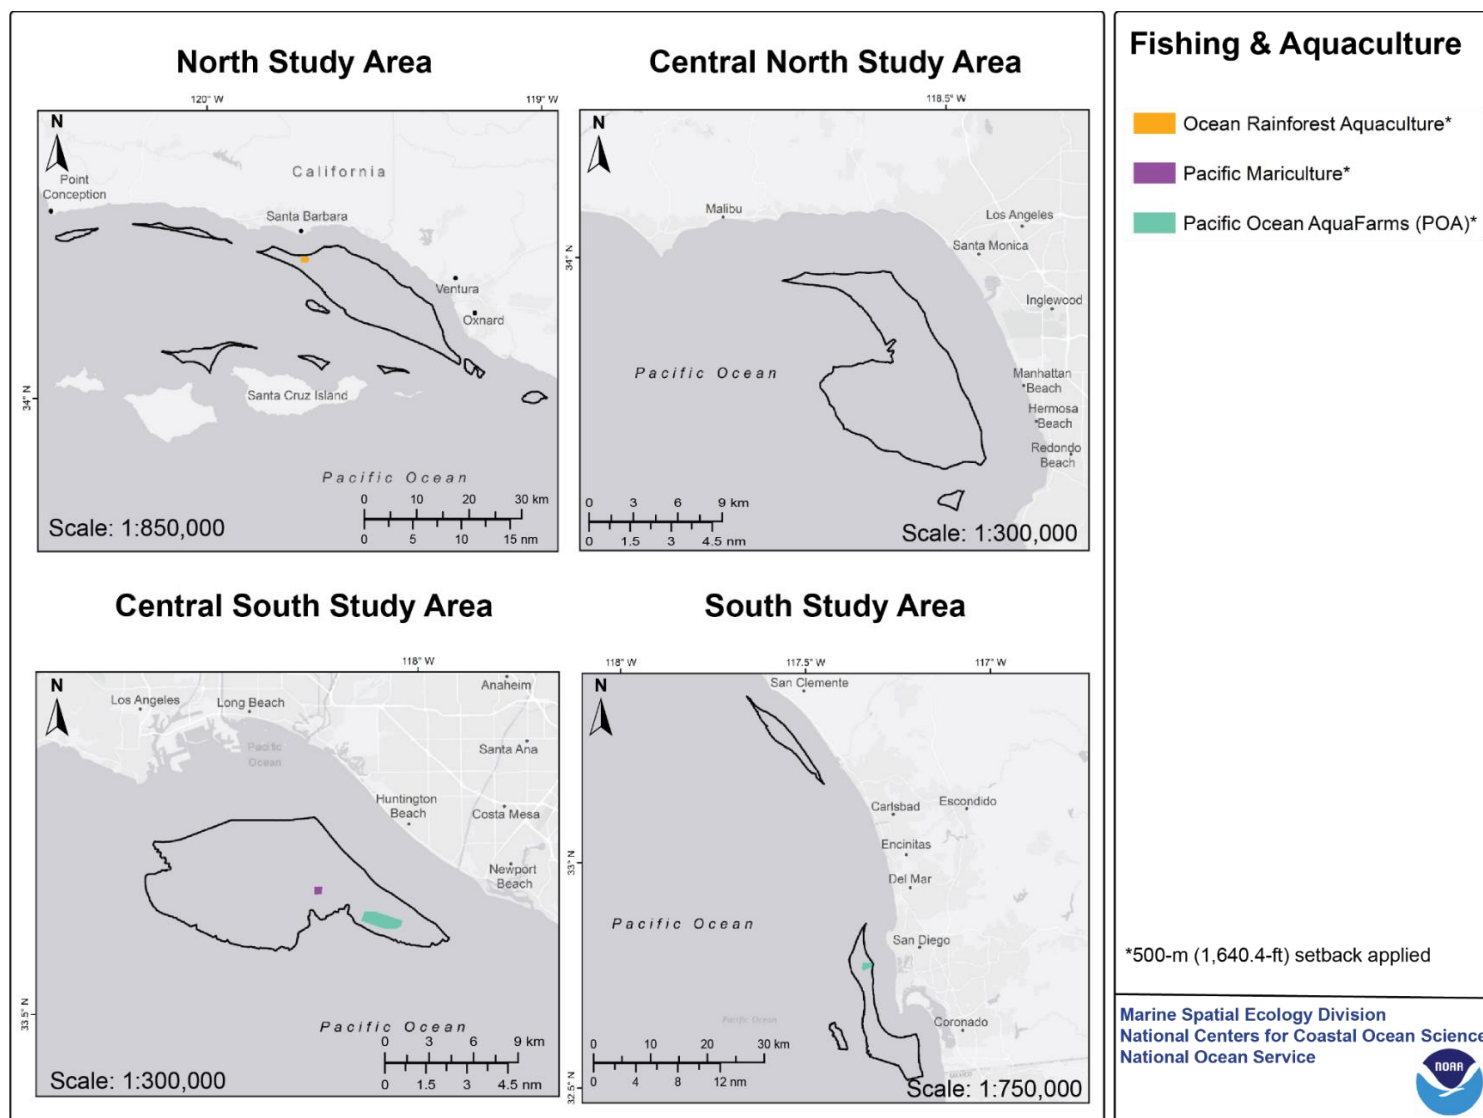 North Study Area
120° W
119° W
N
California
Point
Conception
Santa Barbara
Ventura
Oxnard
34° N
Santa Cruz Island
Pacific Ocean
0 10 20 30 km
0 5 10 15 nm
Scale: 1:850,000
Central North Study Area
118.5° W
N
Malibu
Los Angeles
Santa Monica
34° N
Inglewood
Pacific Ocean
Manhattan
Beach
Hermosa
Beach
Redondo
Beach
0 3 6 9 km
0 1.5 3 4.5 nm
Scale: 1:300,000
Central South Study Area
118° W
N
Anaheim
Los Angeles
Long Beach
Pacific
Ocean
Santa Ana
Huntington
Beach
Costa Mesa
Newport
Beach
33.5° N
Pacific Ocean
0 3 6 9 km
0 1.5 3 4.5 nm
Scale: 1:300,000
South Study Area
118° W
117.5° W
117° W
N
San Clemente
Carlsbad
Escondido
33° N
Encinitas
Del Mar
Pacific Ocean
San Diego
Pacific Ocean
Coronado
0 10 20 30 km
0 4 8 12 nm
32.5° N
Scale: 1:750,000
Fishing & Aquaculture
Ocean Rainforest Aquaculture*
Pacific Mariculture*
Pacific Ocean AquaFarms (POA)*
*500-m (1,640.4-ft) setback applied
Marine Spatial Ecology Division
National Centers for Coastal Ocean Science
National Ocean Service
NOAA